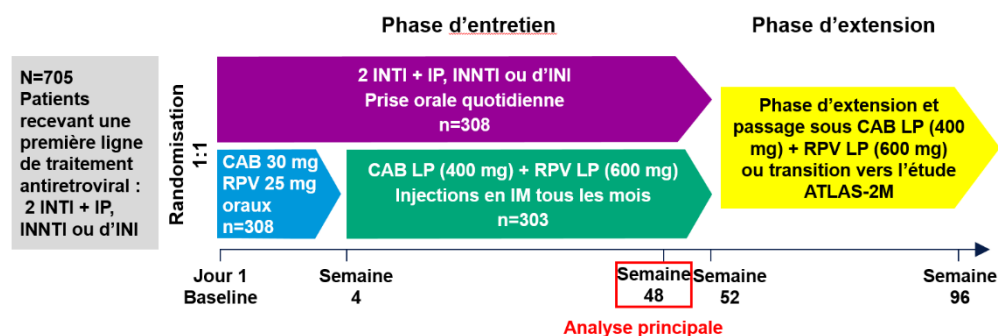 Phase d’entretien
Phase d’extension
N=705
Patients
recevant une
première ligne
de traitement
antiretroviral :
2 INTI + IP,
INNTI ou d’INI
Randomisation
1:1
2 INTI + IP, INNTI ou d’INI
Prise orale quotidienne
n=308
CAB 30 mg
RPV 25 mg
oraux
n=308
CAB LP (400 mg) + RPV LP (600 mg)
Injections en IM tous les mois
n=303
Phase d’extension et
passage sous CAB LP (400
mg) + RPV LP (600 mg)
ou transition vers l’étude
ATLAS-2M
Jour 1
Baseline
Semaine
4
Semaine
48
Semaine
52
Semaine
96
Analyse principale